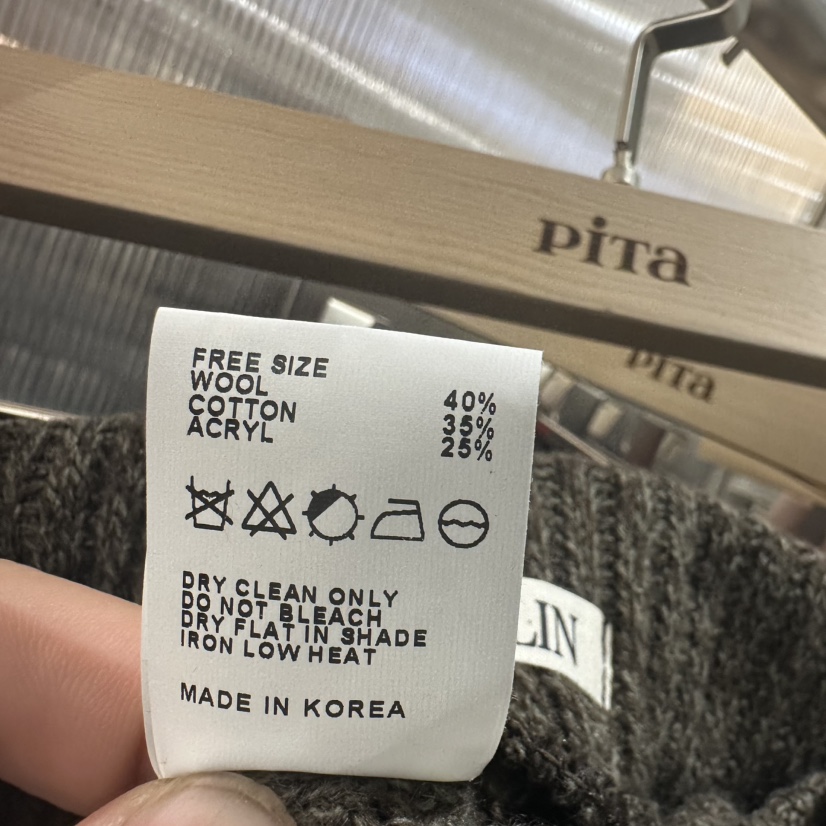 PiTa
PiTa
FREE SIZE
WOOL 40%
COTTON 35%
ACRYL 25%
DRY CLEAN ONLY
DO NOT BLEACH
DRY FLAT IN SHADE
IRON LOW HEAT
LIN
MADE IN KOREA